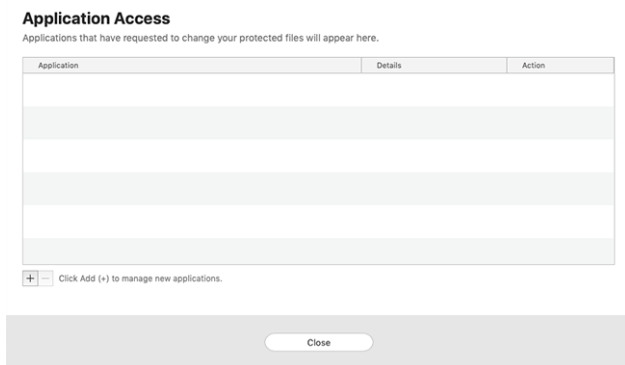 Application Access
Applications that have requested to change your protected files will appear here.
Application Details Action
+ − Click Add (+) to manage new applications.
Close